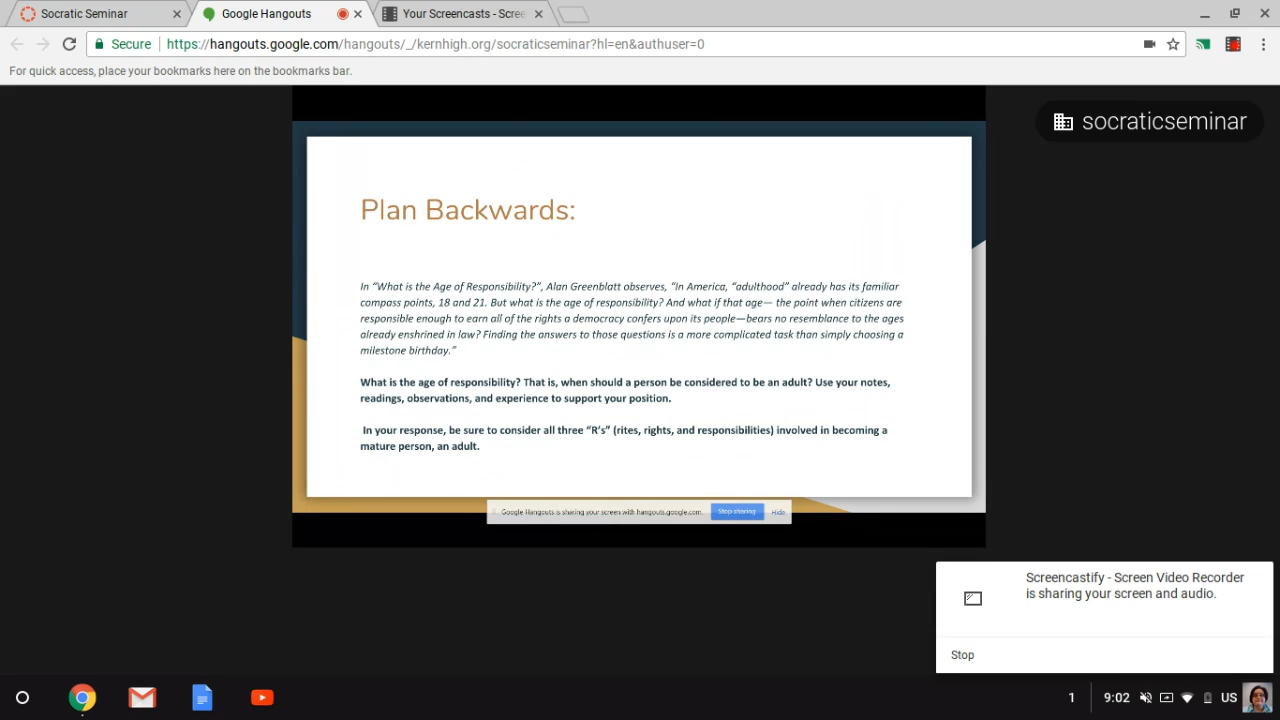 Socratic Seminar
Google Hangouts
Your Screencasts - Scree
Secure
https://hangouts.google.com/hangouts/_/kernhigh.org/socraticseminar?hl=en&authuser=0
For quick access, place your bookmarks here on the bookmarks bar.
socraticseminar
Plan Backwards:
In “What is the Age of Responsibility?”, Alan Greenblatt observes, “In America, “adulthood” already has its familiar
compass points, 18 and 21. But what is the age of responsibility? And what if that age— the point when citizens are
responsible enough to earn all of the rights a democracy confers upon its people—bears no resemblance to the ages
already enshrined in law? Finding the answers to those questions is a more complicated task than simply choosing a
milestone birthday.”
What is the age of responsibility? That is, when should a person be considered to be an adult? Use your notes,
readings, observations, and experience to support your position.
In your response, be sure to consider all three “R’s” (rites, rights, and responsibilities) involved in becoming a
mature person, an adult.
Google Hangouts is sharing your screen with hangouts.google.com. Stop sharing Hide
Screencastify - Screen Video Recorder
is sharing your screen and audio.
Stop
1 9:02 US